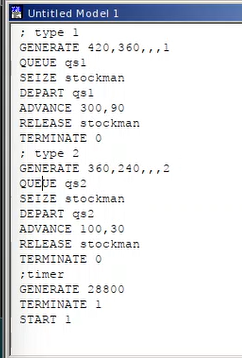 Untitled Model 1
; type 1
GENERATE 420,360,,,1
QUEUE qs1
SEIZE stockman
DEPART qs1
ADVANCE 300,90
RELEASE stockman
TERMINATE 0
; type 2
GENERATE 360,240,,,2
QUEUE qs2
SEIZE stockman
DEPART qs2
ADVANCE 100,30
RELEASE stockman
TERMINATE 0
;timer
GENERATE 28800
TERMINATE 1
START 1